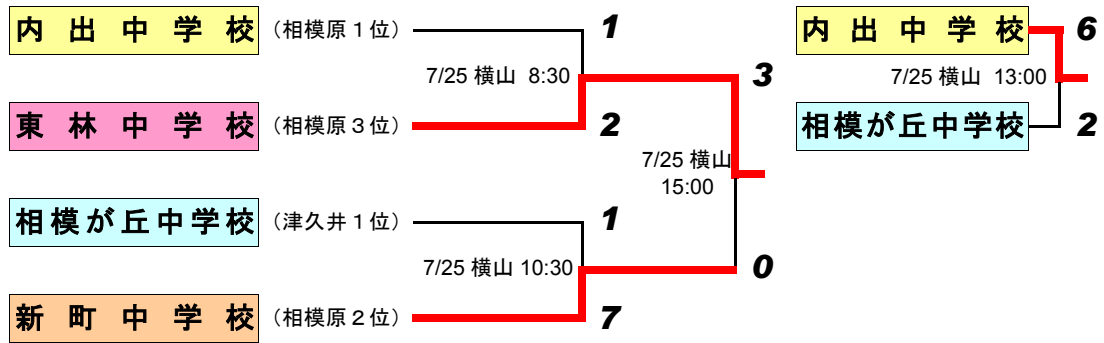 内出中学校 (相模原1位) 1 内出中学校 6
7/25 横山 8:30 3 7/25 横山 13:00
東林中学校 (相模原3位) 2 相模が丘中学校 2
7/25 横山
15:00
相模が丘中学校 (津久井1位) 1
7/25 横山 10:30 0
新町中学校 (相模原2位) 7